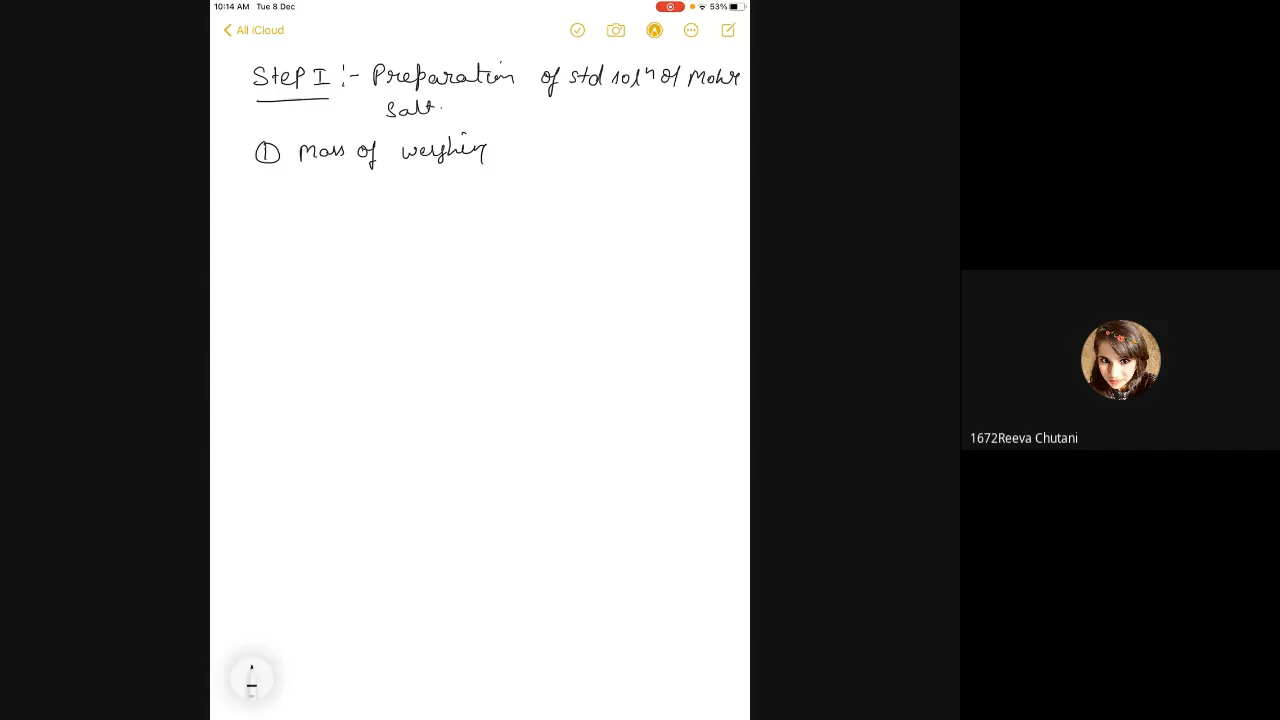 10:14 AM Tue 8 Dec
53%
All iCloud
Step I :- Preparation of std solⁿ of Mohr
Salt.
① Mass of weighing
1672Reeva Chutani